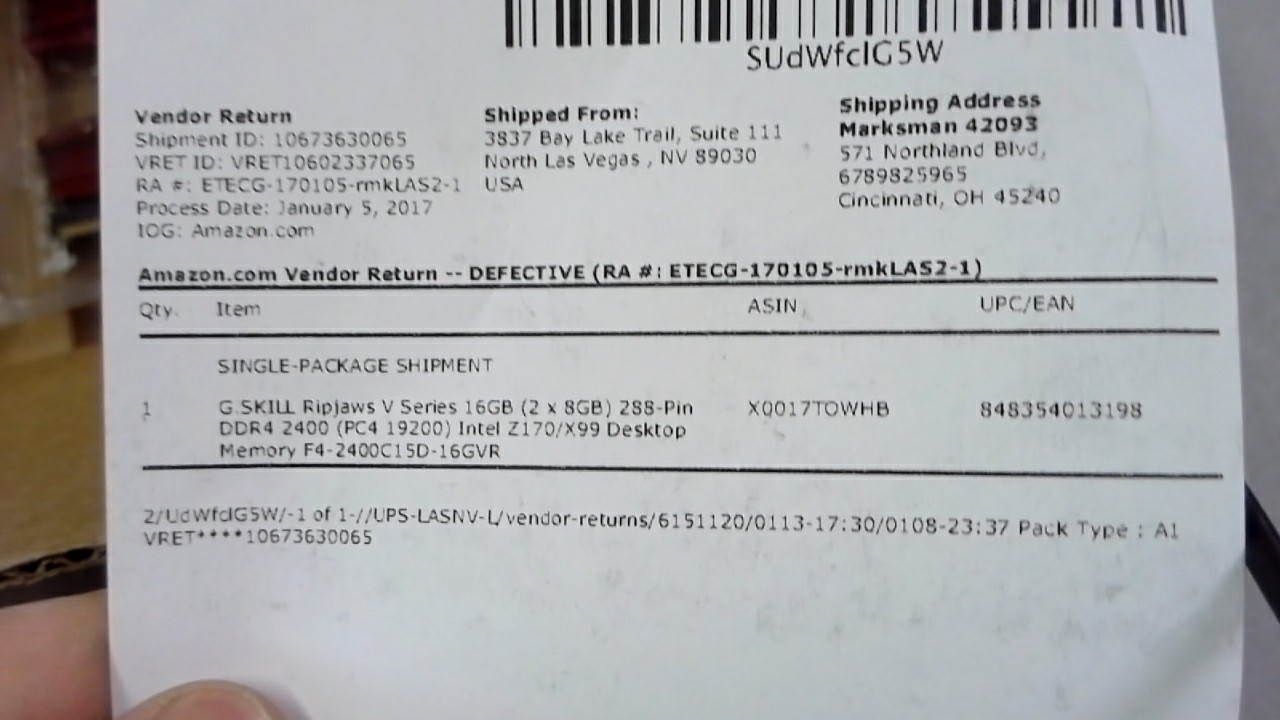 SUdWfclG5W
Vendor Return
Shipment ID: 10673630065
VRET ID: VRET10602337065
RA #: ETECG-170105-rmkLAS2-1
Process Date: January 5, 2017
IOG: Amazon.com
Shipped From:
3837 Bay Lake Trail, Suite 111
North Las Vegas , NV 89030
USA
Shipping Address
Marksman 42093
571 Northland Blvd,
6789825965
Cincinnati, OH 45240
Amazon.com Vendor Return -- DEFECTIVE (RA #: ETECG-170105-rmkLAS2-1)
Qty. Item ASIN UPC/EAN
SINGLE-PACKAGE SHIPMENT
1 G.SKILL Ripjaws V Series 16GB (2 x 8GB) 288-Pin X0017TOWHB 848354013198
DDR4 2400 (PC4 19200) Intel Z170/X99 Desktop
Memory F4-2400C15D-16GVR
2/UdWfclG5W/-1 of 1-//UPS-LASNV-L/vendor-returns/6151120/0113-17:30/0108-23:37 Pack Type : A1
VRET****10673630065